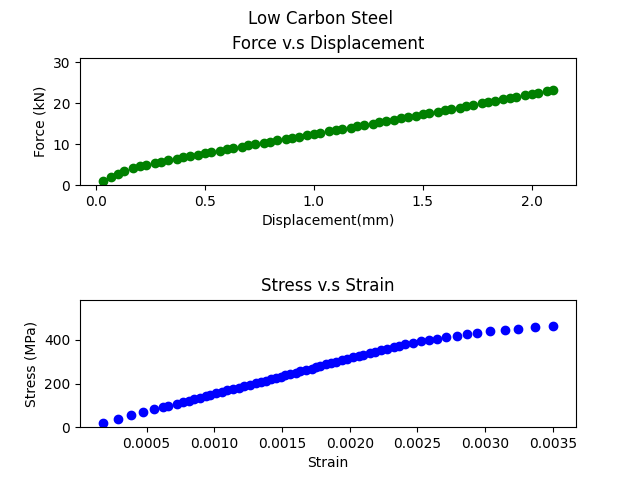 Low Carbon Steel
Force v.s Displacement
30
20
10
0
Force (kN)
0.0 0.5 1.0 1.5 2.0
Displacement(mm)
Stress v.s Strain
400
200
0
Stress (MPa)
0.0005 0.0010 0.0015 0.0020 0.0025 0.0030 0.0035
Strain